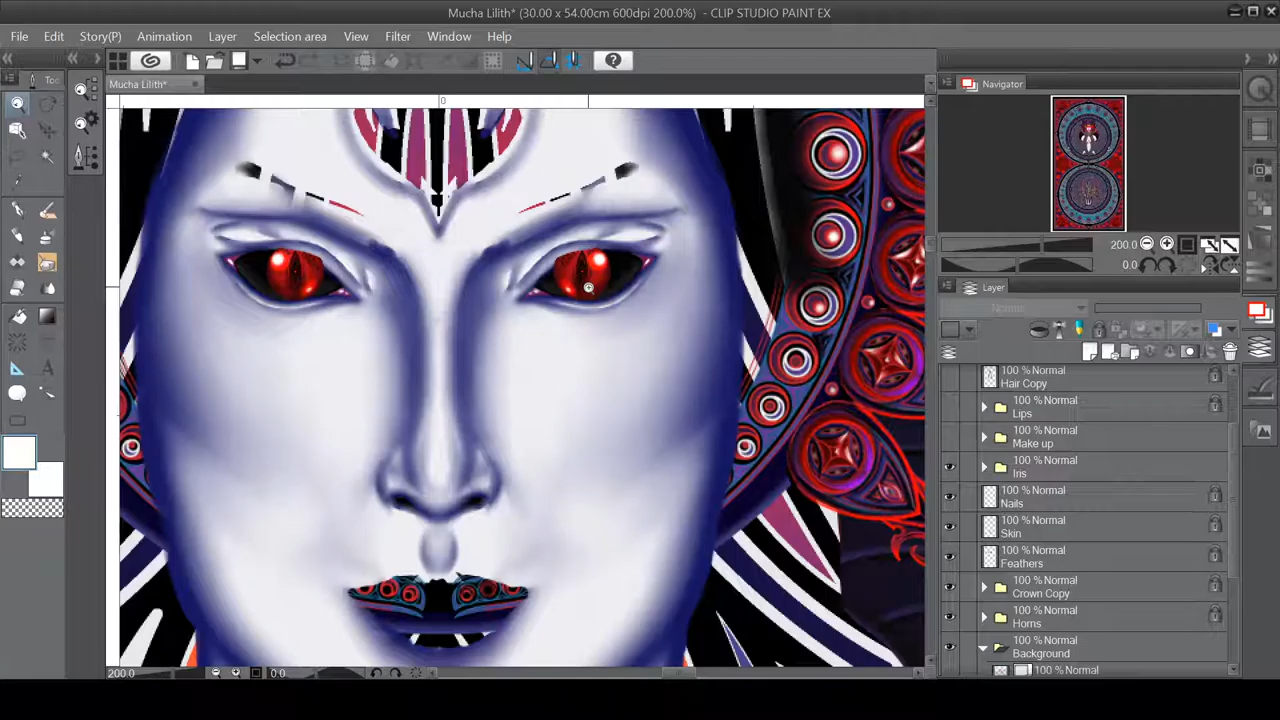 Mucha Lilith* (30.00 x 54.00cm 600dpi 200.0%) - CLIP STUDIO PAINT EX
File Edit Story(P) Animation Layer Selection area View Filter Window Help
Too
Mucha Lilith*
0
Navigator
200.0
0.0
Layer
Normal
100 % Normal
Hair Copy
100 % Normal
Lips
100 % Normal
Make up
100 % Normal
Iris
100 % Normal
Nails
100 % Normal
Skin
100 % Normal
Feathers
100 % Normal
Crown Copy
100 % Normal
Horns
100 % Normal
Background
100 % Normal
200.0 0.0